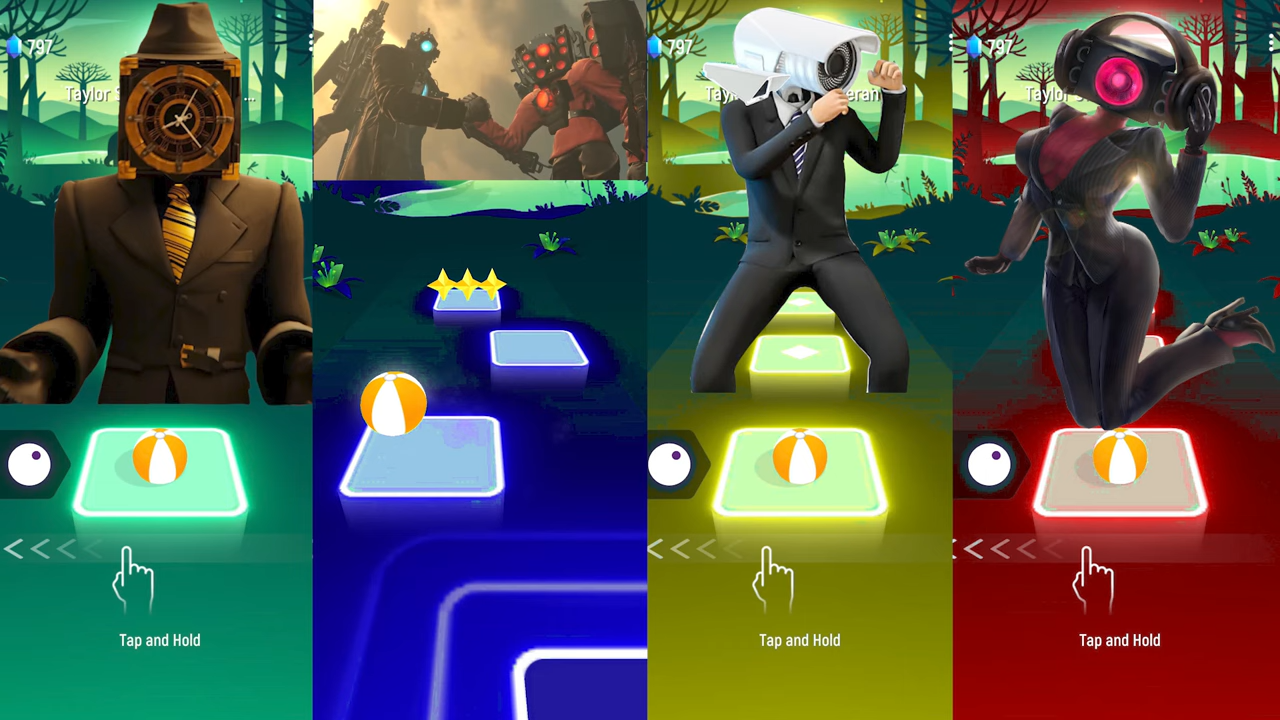 797
Taylor
...
Tap and Hold
797
Tap and Hold
797
Taylor
Tap and Hold